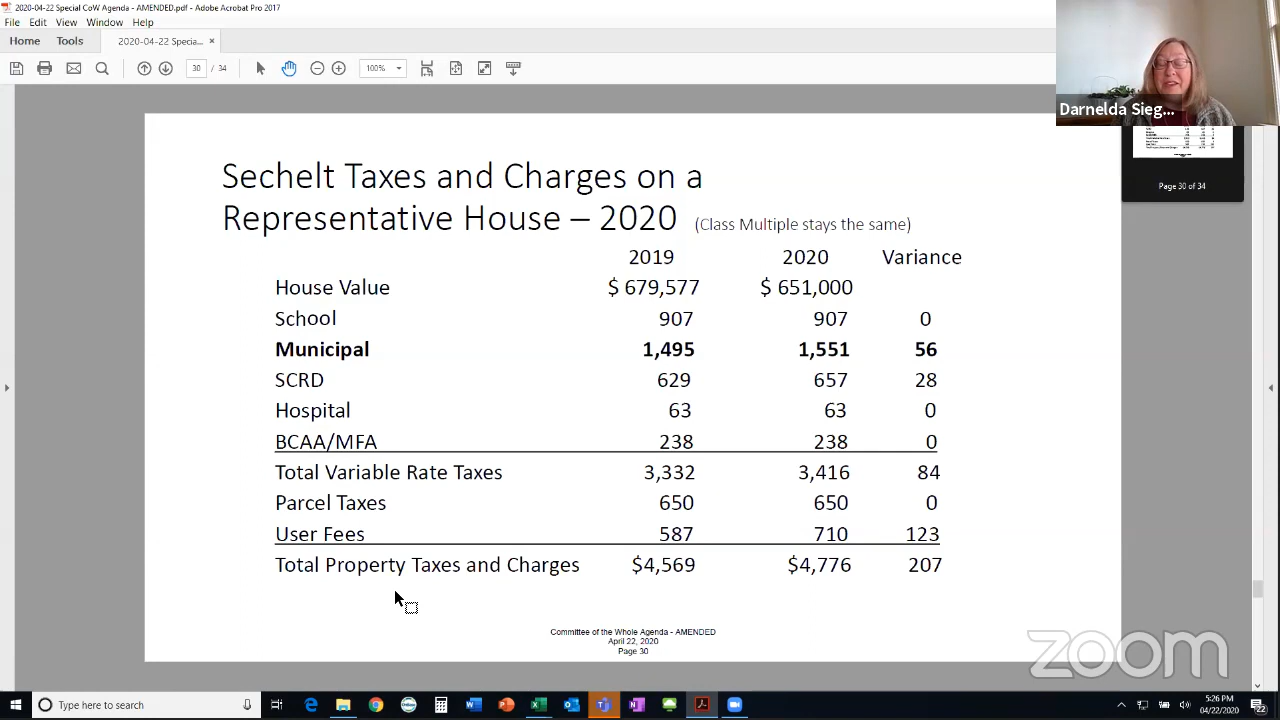 2020-04-22 Special CoW Agenda - AMENDED.pdf - Adobe Acrobat Pro 2017
File Edit View Window Help
Home Tools 2020-04-22 Specia... ×
30 / 34 100%
Darnelda Sieg...
Page 30 of 34
Sechelt Taxes and Charges on a
Representative House – 2020 (Class Multiple stays the same)
2019 2020 Variance
House Value $ 679,577 $ 651,000
School 907 907 0
Municipal 1,495 1,551 56
SCRD 629 657 28
Hospital 63 63 0
BCAA/MFA 238 238 0
Total Variable Rate Taxes 3,332 3,416 84
Parcel Taxes 650 650 0
User Fees 587 710 123
Total Property Taxes and Charges $4,569 $4,776 207
Committee of the Whole Agenda - AMENDED
April 22, 2020
Page 30
zoom
Type here to search
5:26 PM
04/22/2020
22